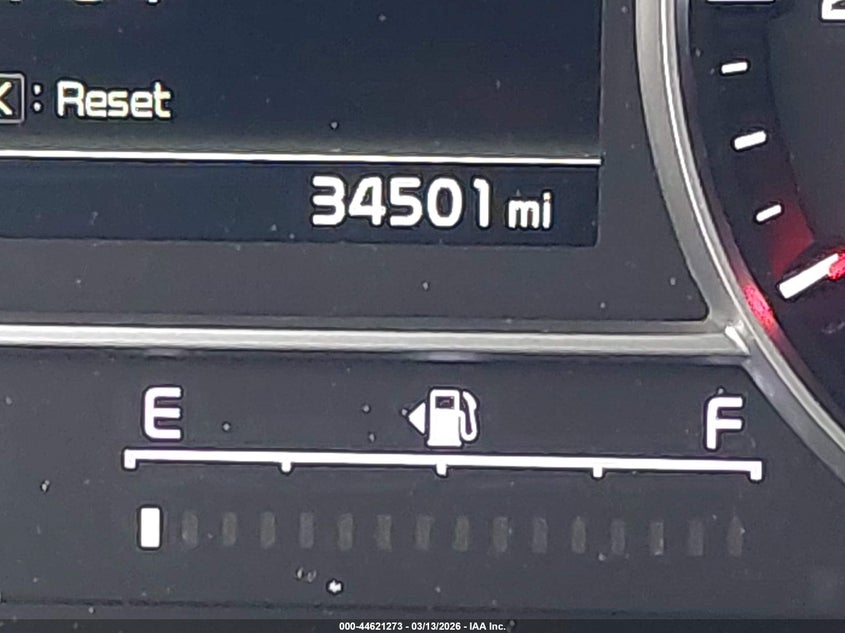 : Reset
34501 mi
E F
000-44621273 - 03/13/2026 - IAA Inc.